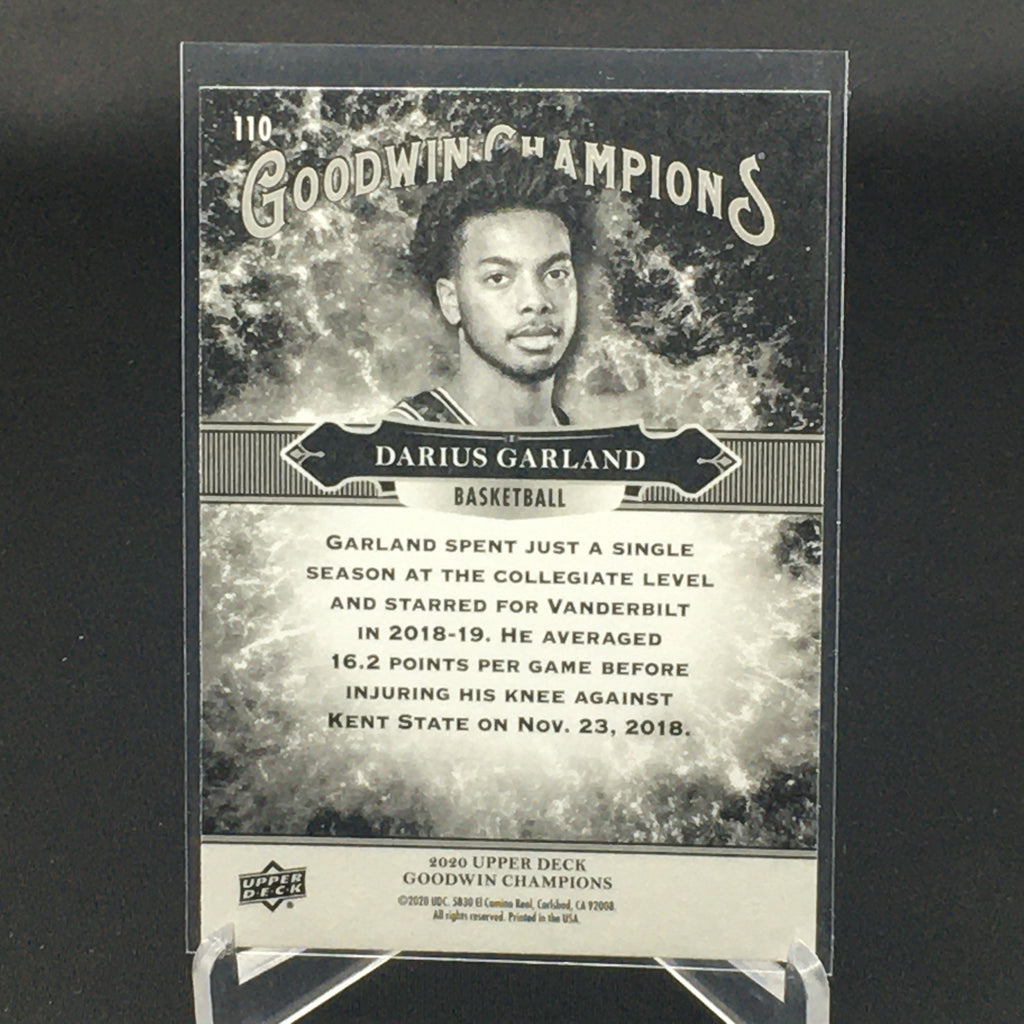 110
GOODWIN CHAMPIONS
DARIUS GARLAND
BASKETBALL
GARLAND SPENT JUST A SINGLE
SEASON AT THE COLLEGIATE LEVEL
AND STARRED FOR VANDERBILT
IN 2018-19. HE AVERAGED
16.2 POINTS PER GAME BEFORE
INJURING HIS KNEE AGAINST
KENT STATE ON NOV. 23, 2018.
UPPER
D·E·C·K
®
2020 UPPER DECK
GOODWIN CHAMPIONS
©2020 UDC. 5830 El Camino Real, Carlsbad, CA 92008.
All rights reserved. Printed in the USA.